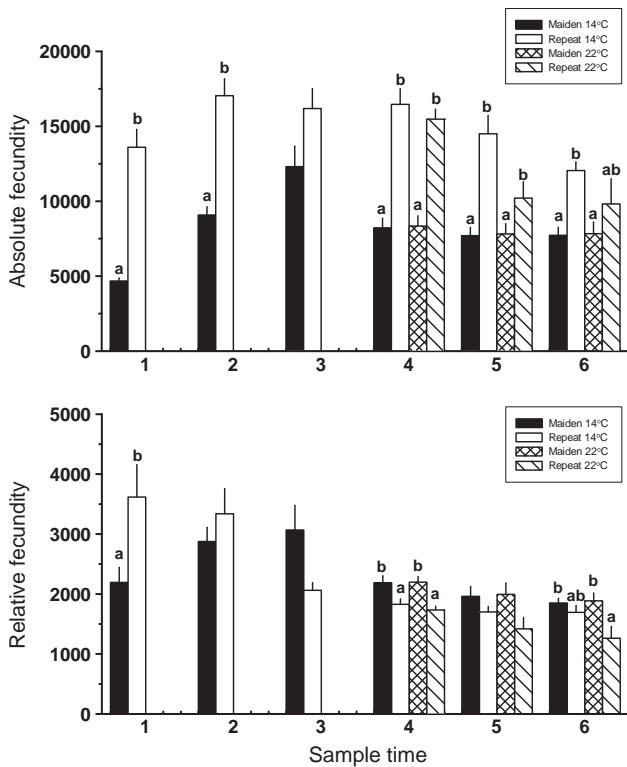 Maiden 14°C
Repeat 14°C
Maiden 22°C
Repeat 22°C
20000
15000
10000
5000
0
Absolute fecundity
a b a b b b b b ab
a a a a a a
1 2 3 4 5 6
Maiden 14°C
Repeat 14°C
Maiden 22°C
Repeat 22°C
5000
4000
3000
2000
1000
0
Relative fecundity
a b b a b a b ab b a
1 2 3 4 5 6
Sample time